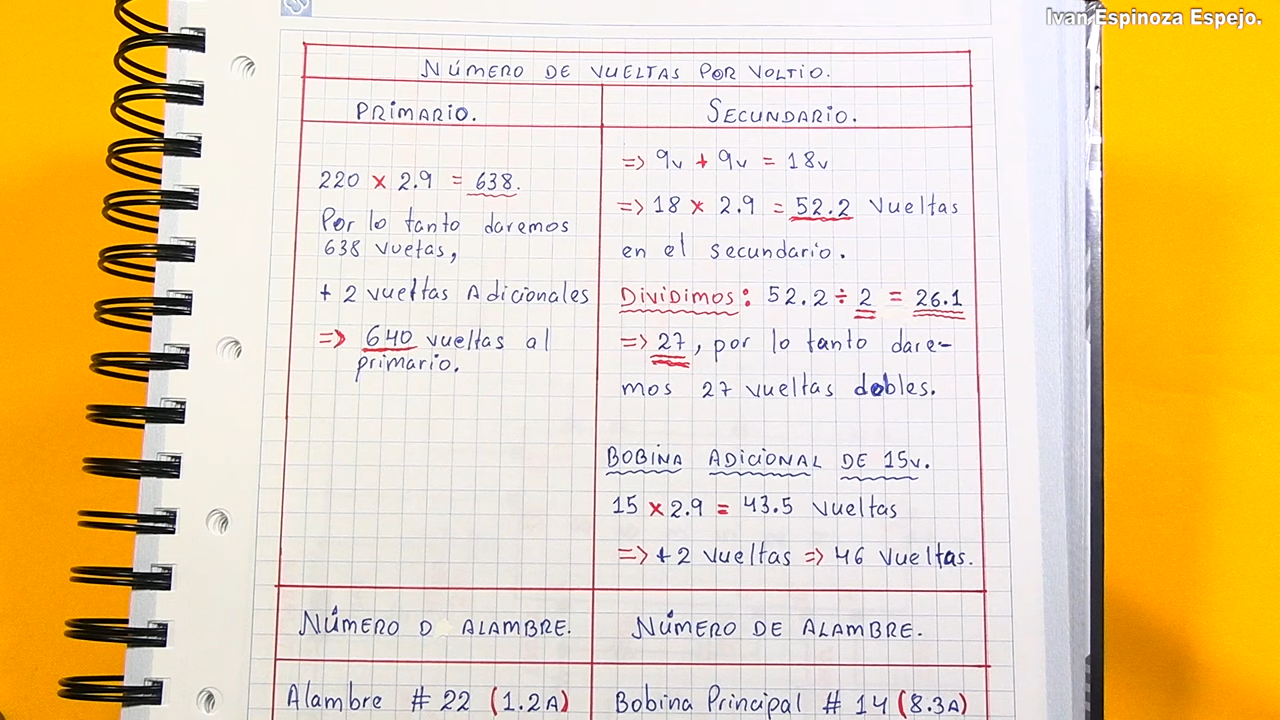 Ivan Espinoza Espejo.
NÚMERO DE VUELTAS POR VOLTIO.
PRIMARIO.
220 x 2.9 = 638.
Por lo tanto daremos
638 vuetas,
+ 2 vueltas Adicionales
=> 640 vueltas al
primario.
SECUNDARIO.
=> 9v + 9v = 18v
=> 18 x 2.9 = 52.2 Vueltas
en el secundario.
DIVIDIMOS: 52.2 ÷ 2 = 26.1
=> 27, por lo tanto dare-
mos 27 vueltas dobles.
BOBINA ADICIONAL DE 15v.
15 x 2.9 = 43.5 Vueltas
=> + 2 Vueltas => 46 Vueltas.
NÚMERO D ALAMBRE.
NÚMERO DE ALAMBRE.
Alambre # 22 (1.2A)
Bobina Principal # 14 (8.3A)